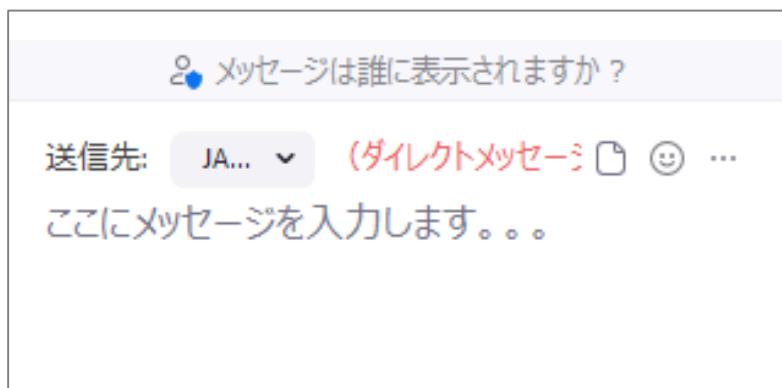 メッセージは誰に表示されますか？
送信先: JA... (ダイレクトメッセージ
ここにメッセージを入力します。。。